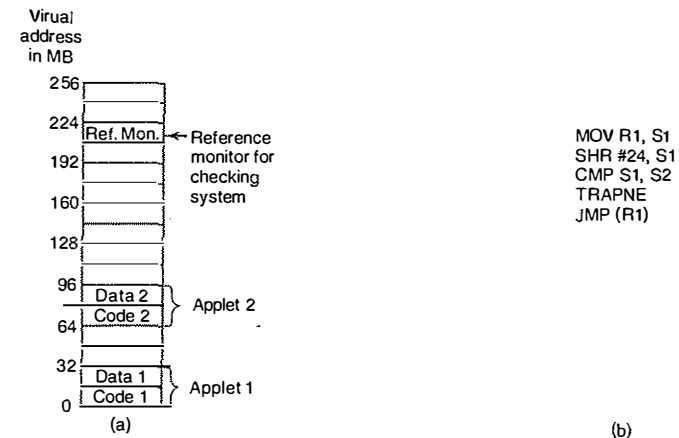 Virual
address
in MB
256
224
Ref. Mon.
Reference
monitor for
checking
system
192
160
128
96
Data 2
Code 2
Applet 2
64
32
Data 1
Code 1
Applet 1
0
(a)
MOV R1, S1
SHR #24, S1
CMP S1, S2
TRAPNE
JMP (R1)
(b)